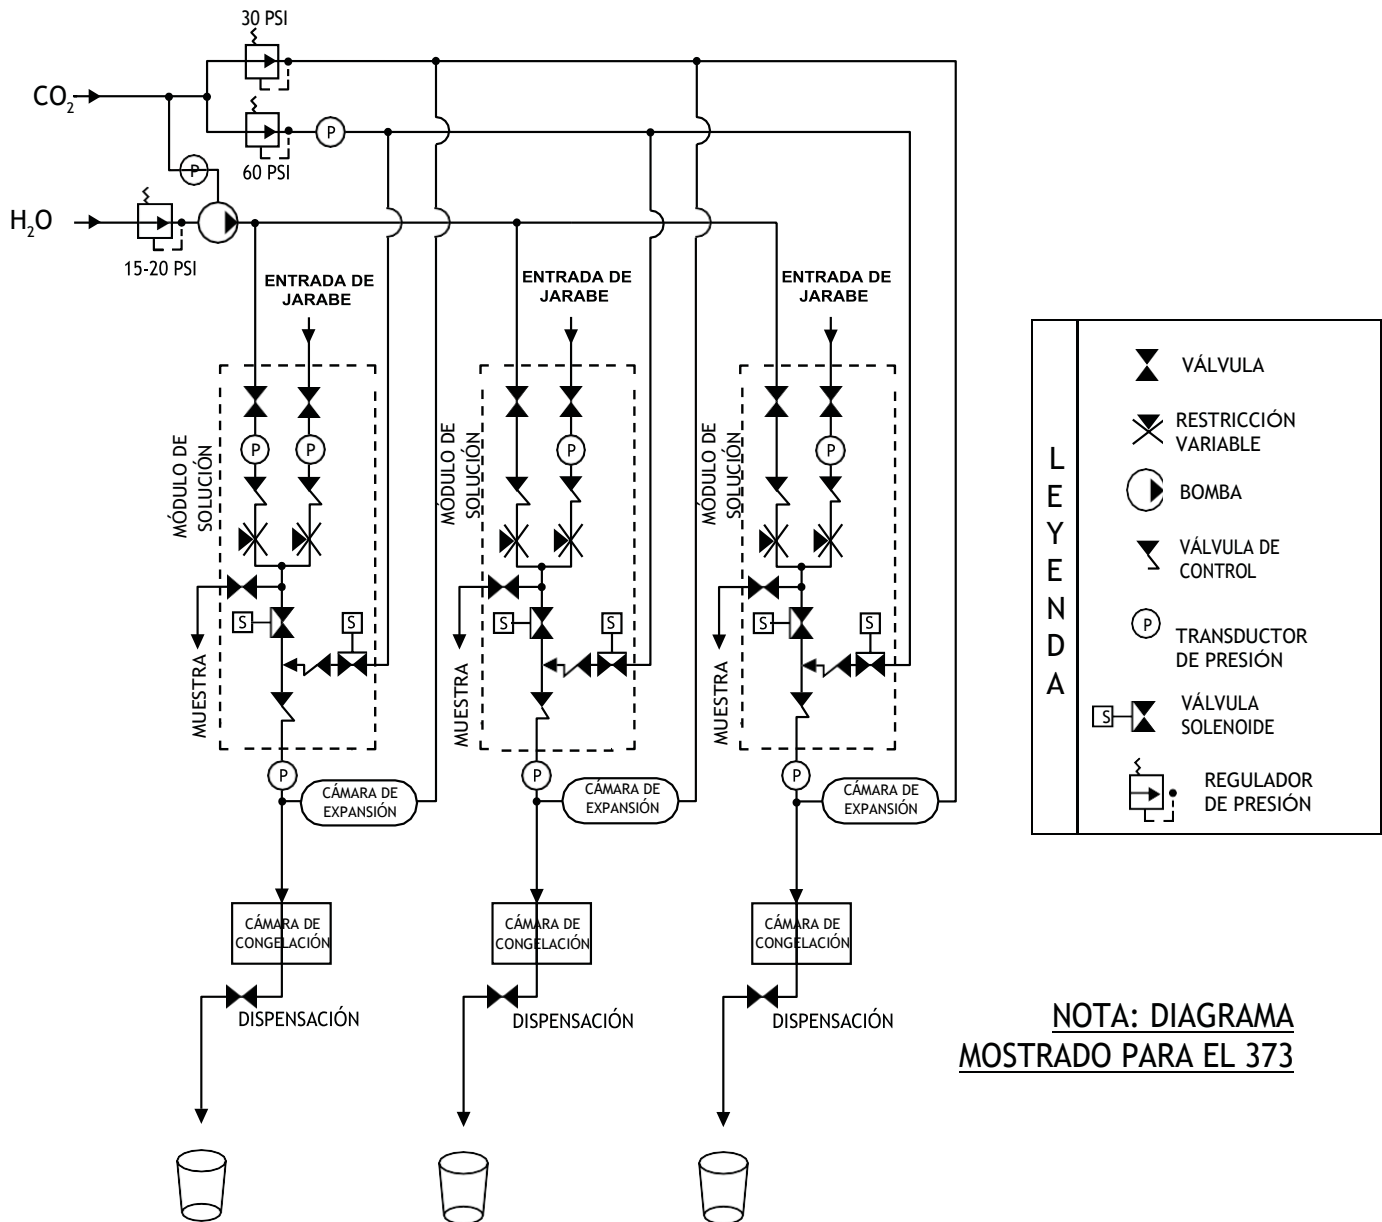 30 PSI
CO2
60 PSI
P
P
H2O
15-20 PSI
ENTRADA DE
JARABE
ENTRADA DE
JARABE
ENTRADA DE
JARABE
MÓDULO DE
SOLUCIÓN
P
P
MÓDULO DE
SOLUCIÓN
P
MÓDULO DE
SOLUCIÓN
P
S
S
S
S
S
S
MUESTRA
MUESTRA
MUESTRA
P
P
P
CÁMARA DE
EXPANSIÓN
CÁMARA DE
EXPANSIÓN
CÁMARA DE
EXPANSIÓN
CÁMARA DE
CONGELACIÓN
CÁMARA DE
CONGELACIÓN
CÁMARA DE
CONGELACIÓN
DISPENSACIÓN
DISPENSACIÓN
DISPENSACIÓN
LEYENDA
VÁLVULA
RESTRICCIÓN
VARIABLE
BOMBA
VÁLVULA DE
CONTROL
P
TRANSDUCTOR
DE PRESIÓN
S
VÁLVULA
SOLENOIDE
REGULADOR
DE PRESIÓN
NOTA: DIAGRAMA
MOSTRADO PARA EL 373